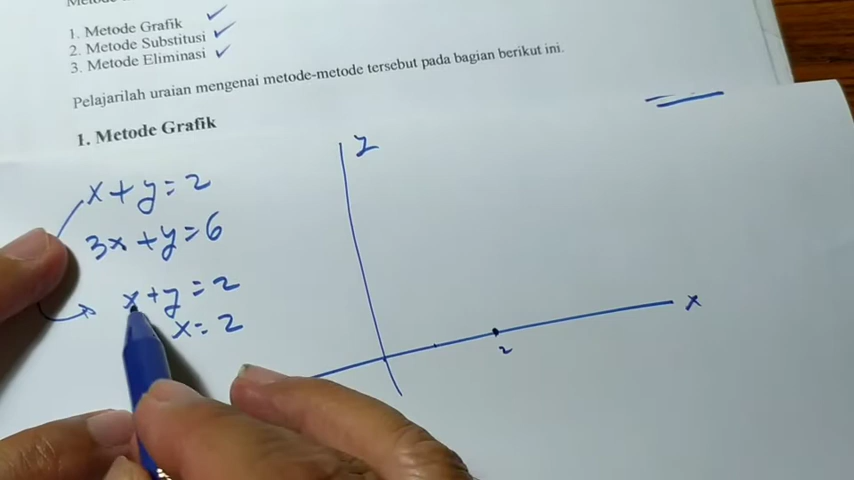 1. Metode Grafik
2. Metode Substitusi
3. Metode Eliminasi
Pelajarilah uraian mengenai metode-metode tersebut pada bagian berikut ini.
1. Metode Grafik
x + y = 2
3x + y = 6
x + y = 2
x = 2
y
x
2